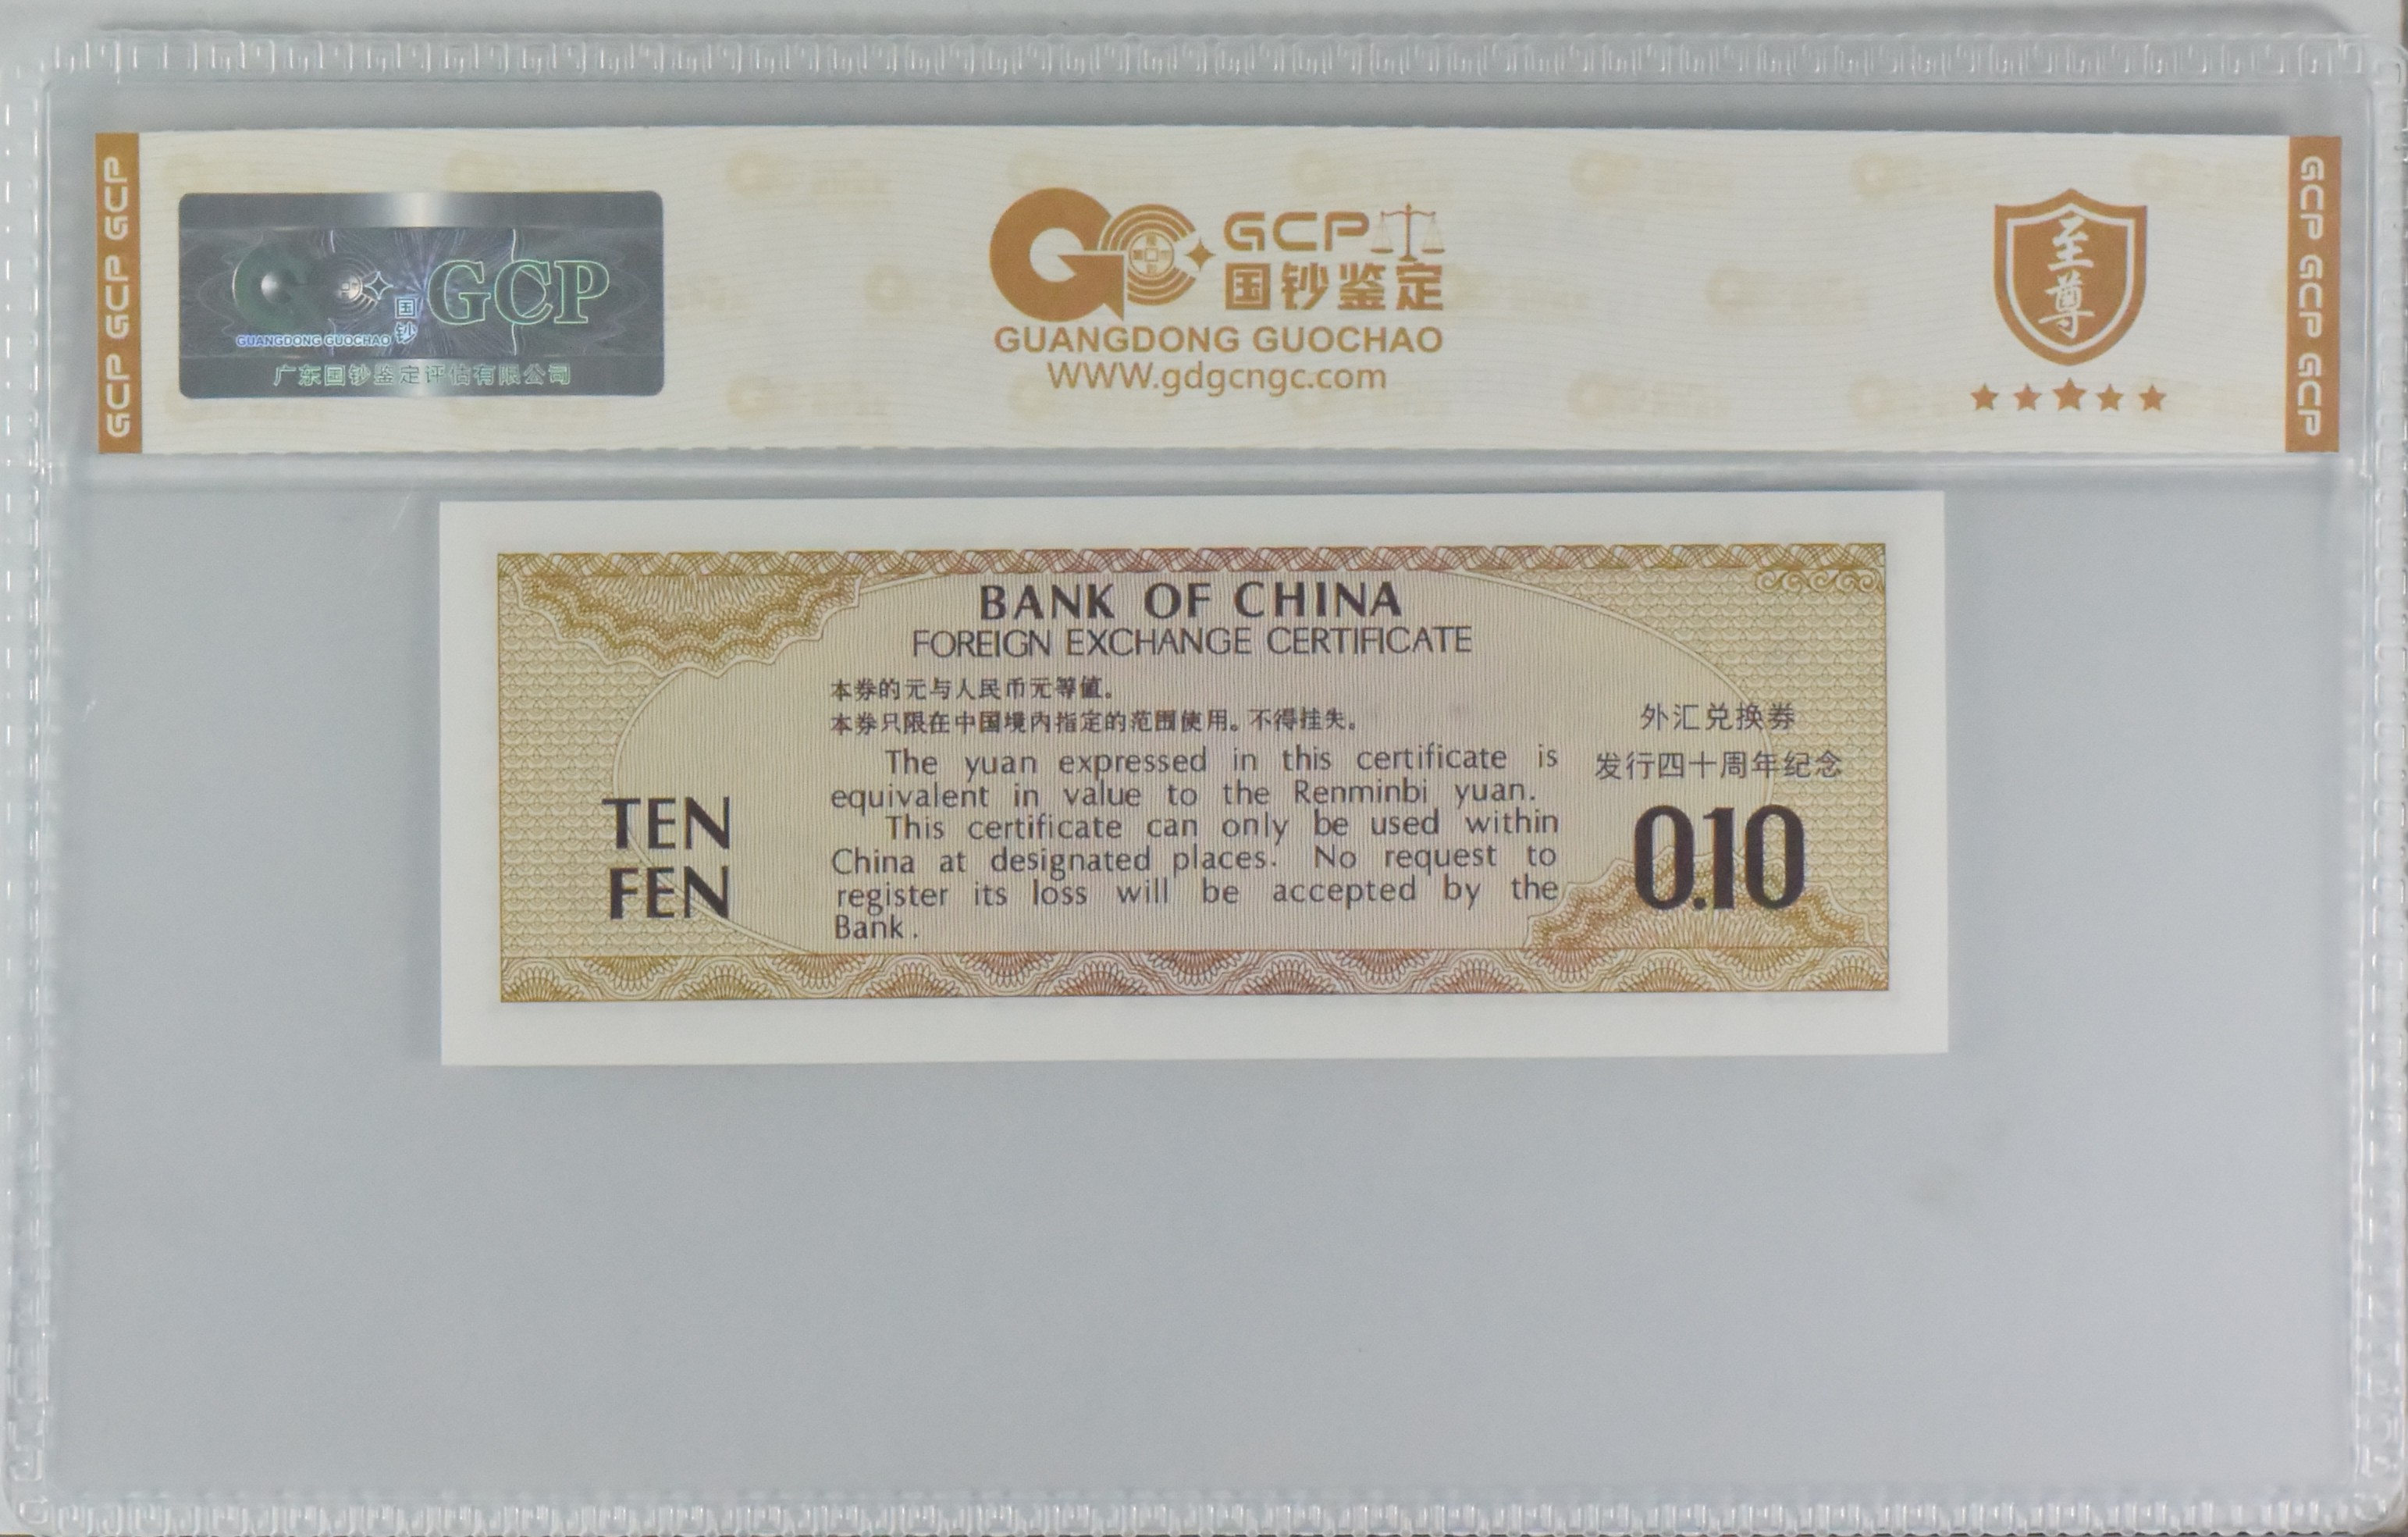 GCP GCP GCP
国钞 GCP
GUANGDONG GUOCHAO
广东国钞鉴定评估有限公司
GCP
国钞鉴定
GUANGDONG GUOCHAO
WWW.gdgcngc.com
至尊
GCP GCP GCP
BANK OF CHINA
FOREIGN EXCHANGE CERTIFICATE
本券的元与人民币元等值。
本券只限在中国境内指定的范围使用。不得挂失。
The yuan expressed in this certificate is
equivalent in value to the Renminbi yuan.
This certificate can only be used within
China at designated places. No request to
register its loss will be accepted by the
Bank.
TEN
FEN
外汇兑换券
发行四十周年纪念
0.10